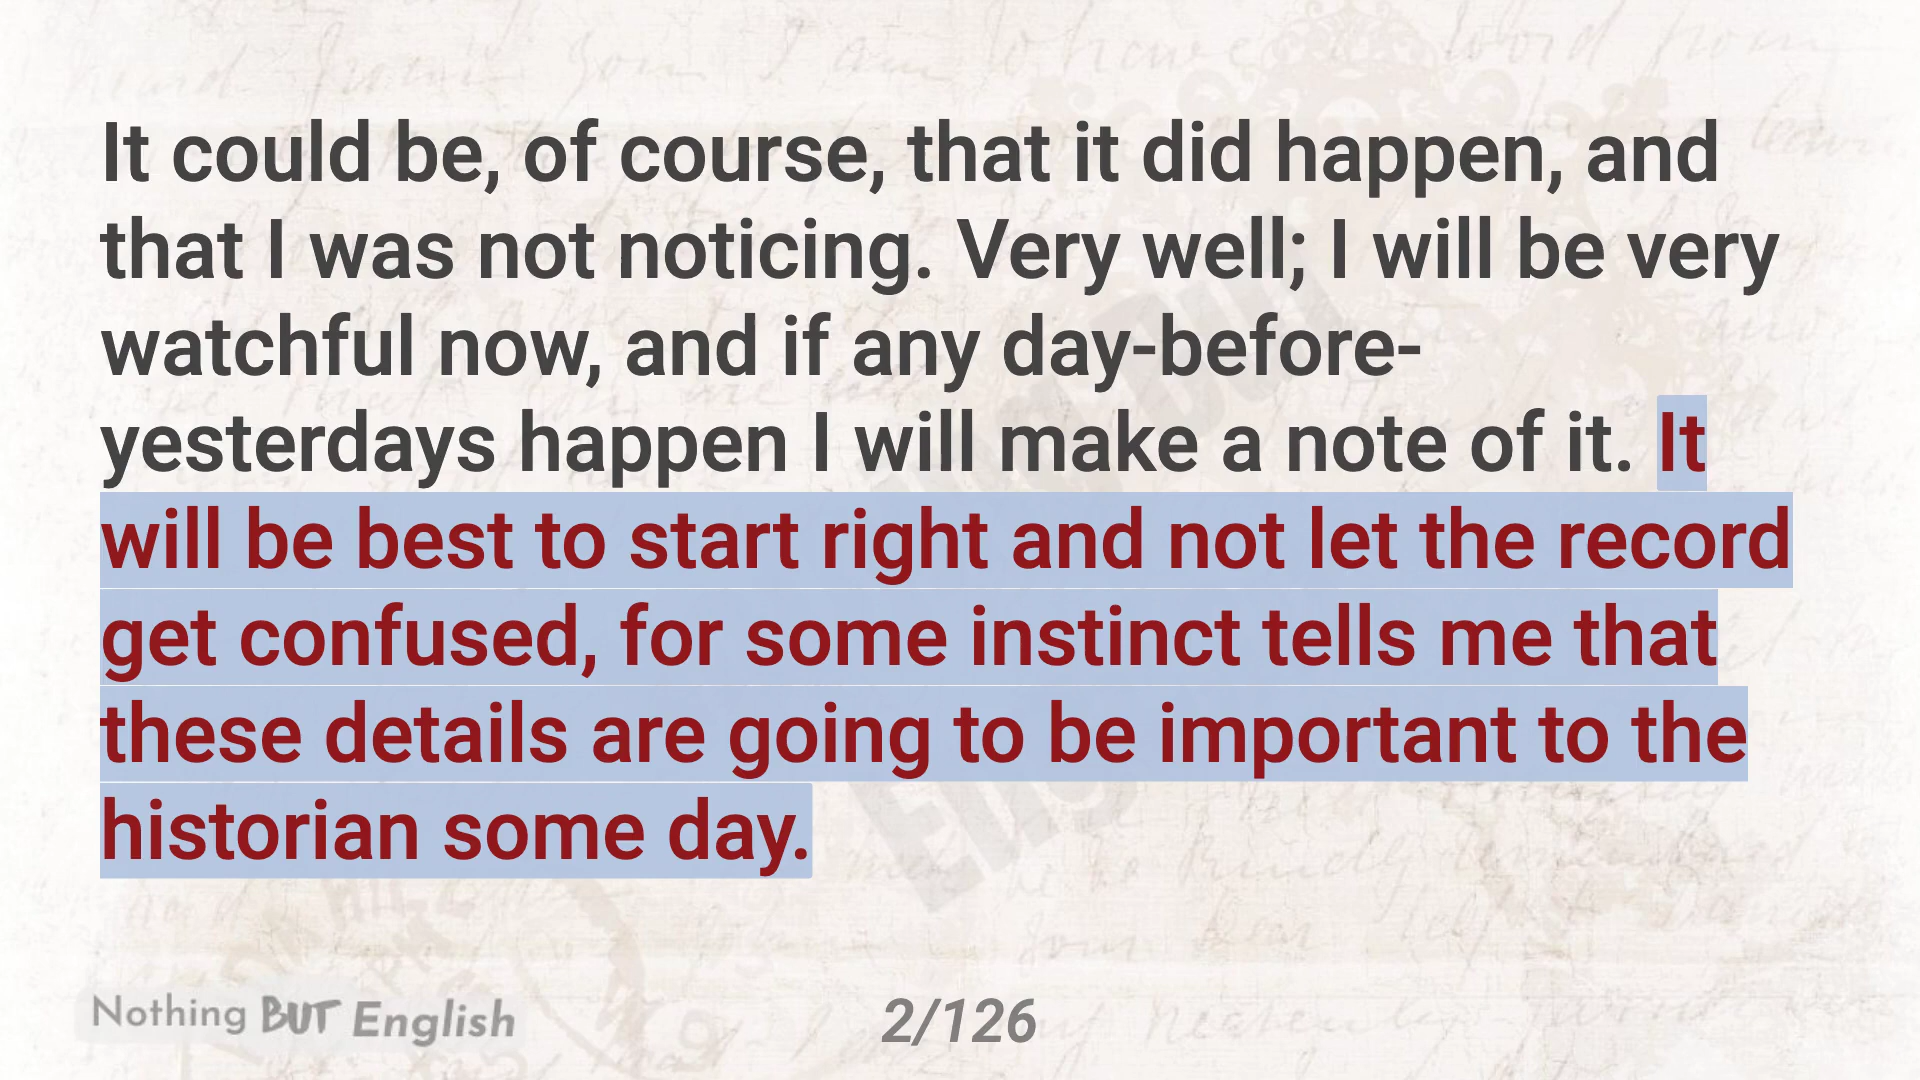 It could be, of course, that it did happen, and
that I was not noticing. Very well; I will be very
watchful now, and if any day-before-
yesterdays happen I will make a note of it. It
will be best to start right and not let the record
get confused, for some instinct tells me that
these details are going to be important to the
historian some day.
Nothing BUT English
2/126